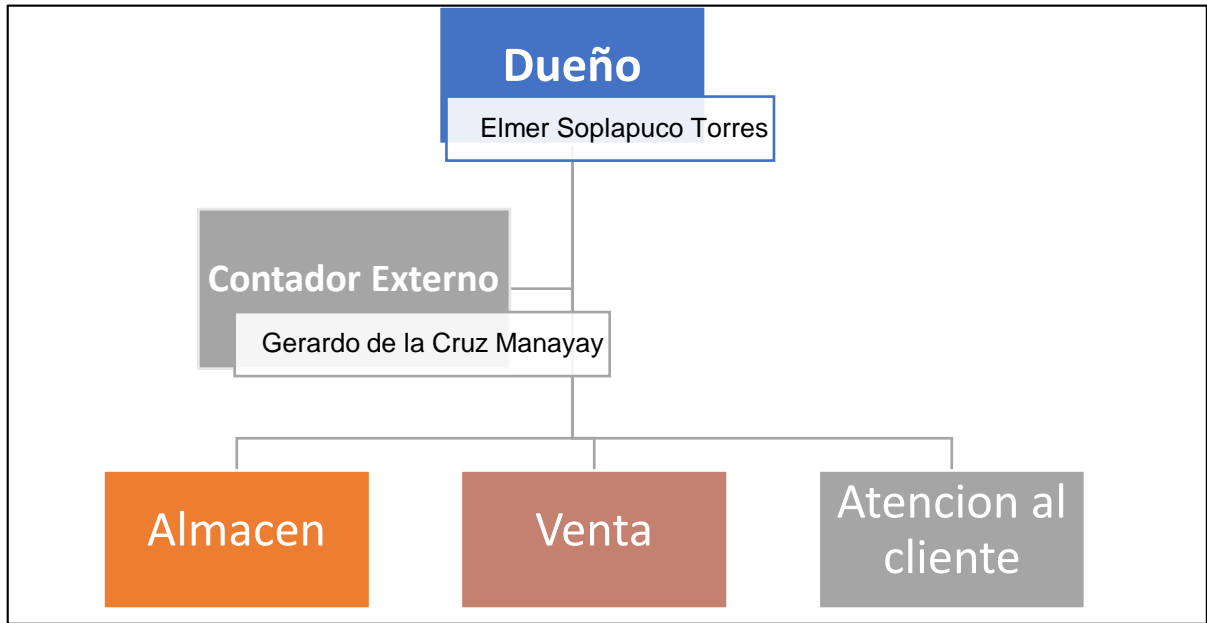 Dueño
Elmer Soplapuco Torres
Contador Externo
Gerardo de la Cruz Manayay
Almacen
Venta
Atencion al
cliente